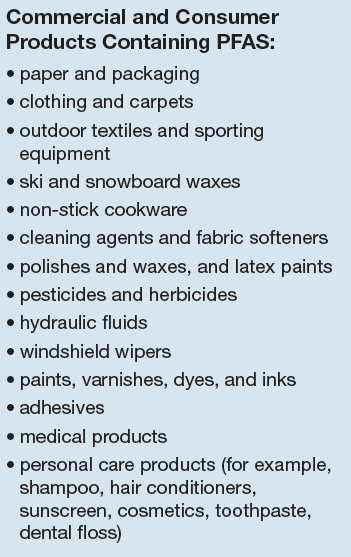 Commercial and Consumer
Products Containing PFAS:
• paper and packaging
• clothing and carpets
• outdoor textiles and sporting
equipment
• ski and snowboard waxes
• non-stick cookware
• cleaning agents and fabric softeners
• polishes and waxes, and latex paints
• pesticides and herbicides
• hydraulic fluids
• windshield wipers
• paints, varnishes, dyes, and inks
• adhesives
• medical products
• personal care products (for example,
shampoo, hair conditioners,
sunscreen, cosmetics, toothpaste,
dental floss)